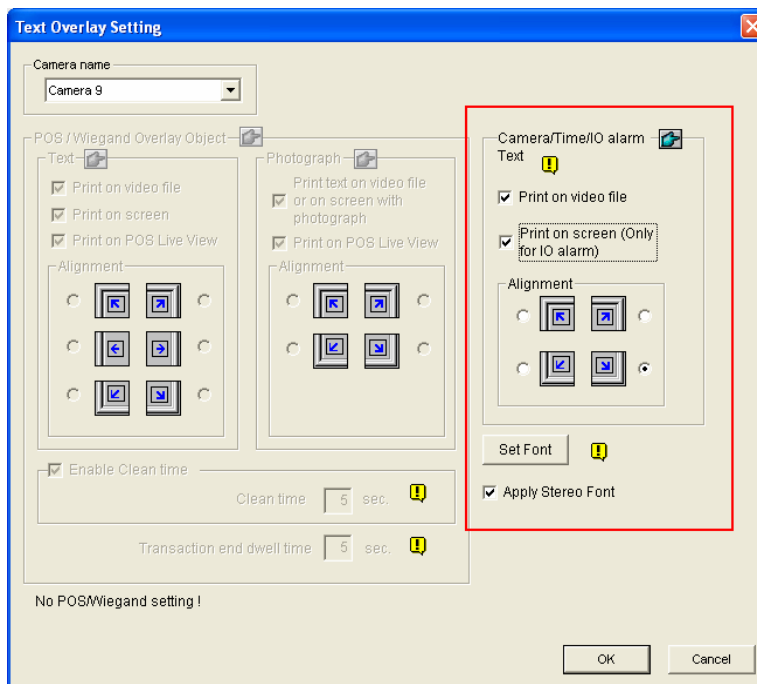 Text Overlay Setting
Camera name
Camera 9
POS / Wiegand Overlay Object
Text
Print on video file
Print on screen
Print on POS Live View
Alignment
Photograph
Print text on video file
or on screen with
photograph
Print on POS Live View
Alignment
Enable Clean time
Clean time 5 sec.
Transaction end dwell time 5 sec.
No POS/Wiegand setting !
Camera/Time/IO alarm
Text
Print on video file
Print on screen (Only
for IO alarm)
Alignment
Set Font
Apply Stereo Font
OK
Cancel